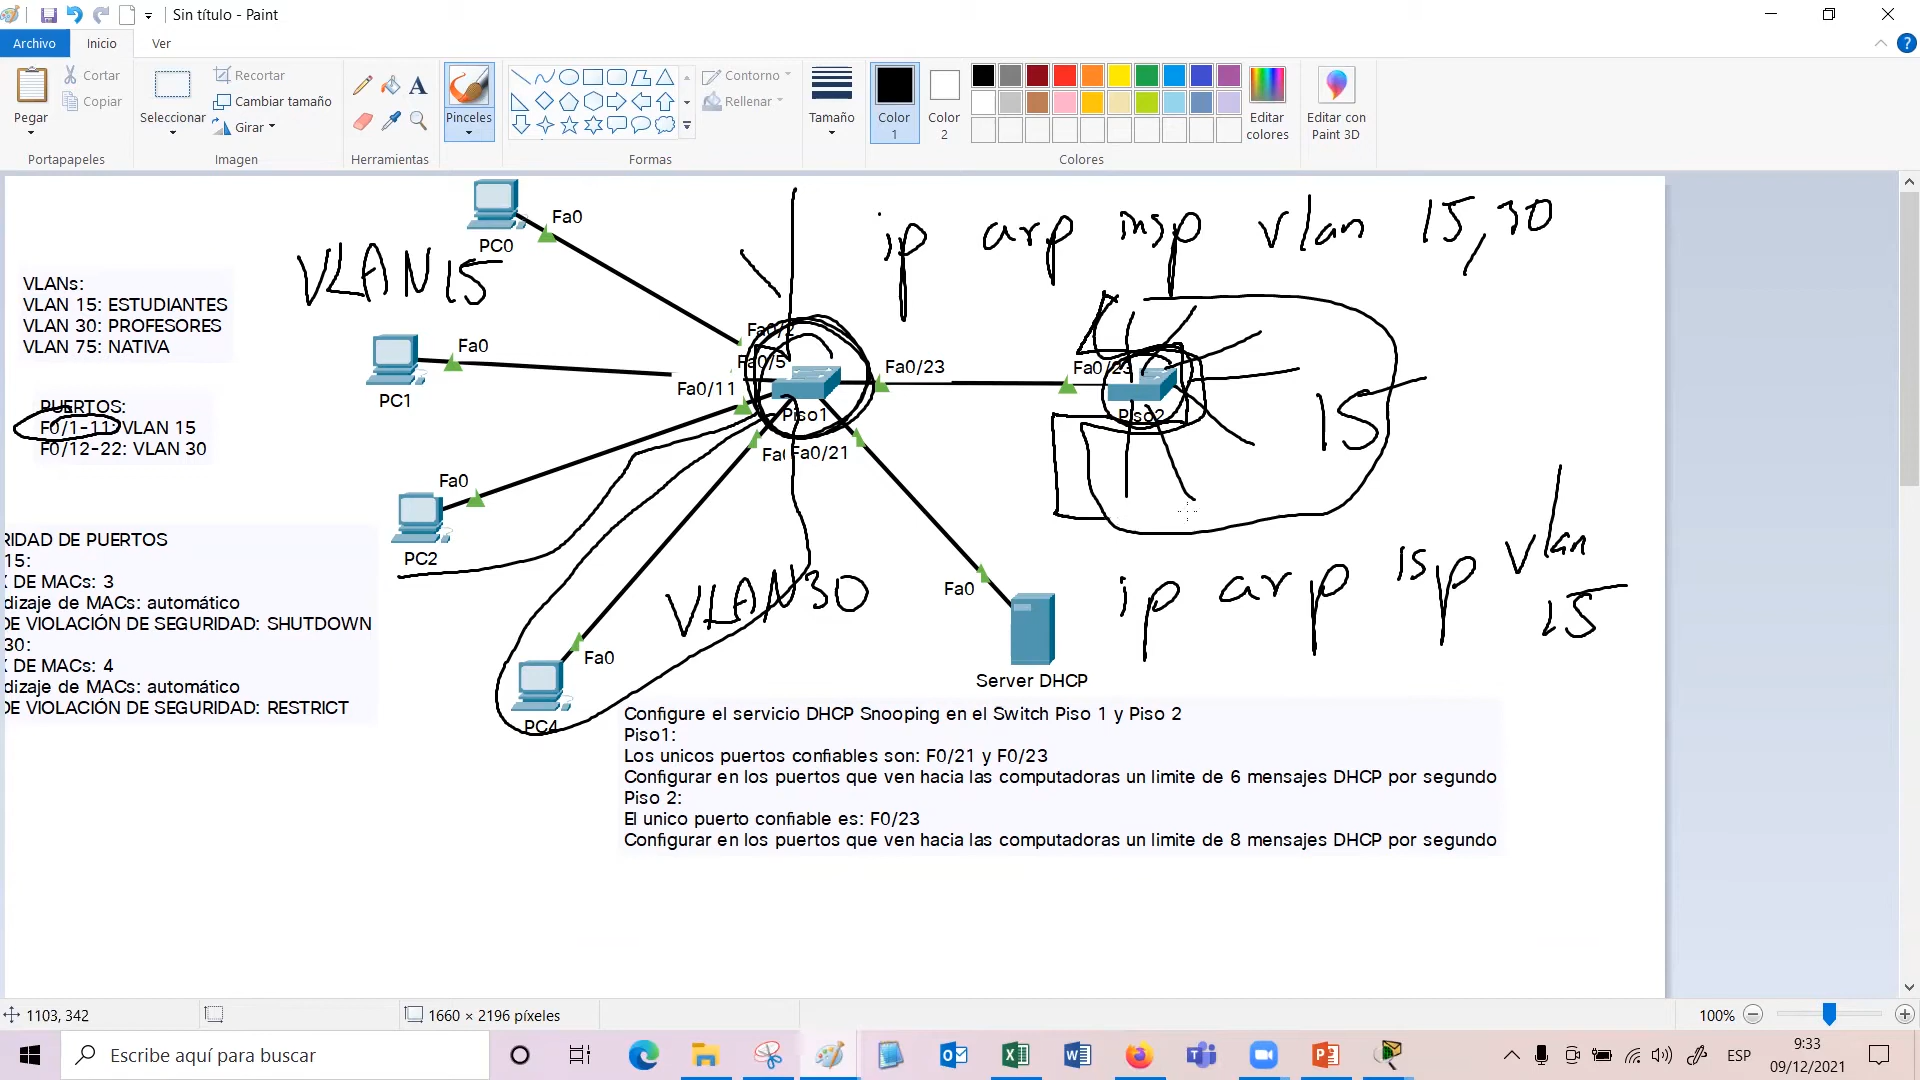 Sin título - Paint
Archivo
Inicio
Ver
Pegar
Cortar
Copiar
Portapapeles
Seleccionar
Recortar
Cambiar tamaño
Girar
Imagen
A
Herramientas
Pinceles
Contorno
Rellenar
Formas
Tamaño
Color 1
Color 2
Editar colores
Editar con Paint 3D
Colores
PC0
Fa0
VLAN 15
ip arp insp vlan 15,30
VLANs:
VLAN 15: ESTUDIANTES
VLAN 30: PROFESORES
VLAN 75: NATIVA
PC1
Fa0
Fa0/2
Fa0/5
Fa0/11
Fa0/23
Fa0/23
Piso1
Piso2
15
PUERTOS:
F0/1-11: VLAN 15
F0/12-22: VLAN 30
Fa0/21
Fa0
PC2
RIDAD DE PUERTOS
15:
X DE MACs: 3
dizaje de MACs: automático
DE VIOLACIÓN DE SEGURIDAD: SHUTDOWN
30:
X DE MACs: 4
dizaje de MACs: automático
DE VIOLACIÓN DE SEGURIDAD: RESTRICT
VLAN 30
Fa0
Server DHCP
ip arp isp vlan
15
Fa0
PC4
Configure el servicio DHCP Snooping en el Switch Piso 1 y Piso 2
Piso1:
Los unicos puertos confiables son: F0/21 y F0/23
Configurar en los puertos que ven hacia las computadoras un limite de 6 mensajes DHCP por segundo
Piso 2:
El unico puerto confiable es: F0/23
Configurar en los puertos que ven hacia las computadoras un limite de 8 mensajes DHCP por segundo
1103, 342
1660 × 2196 píxeles
100%
Escribe aquí para buscar
ESP
9:33
09/12/2021